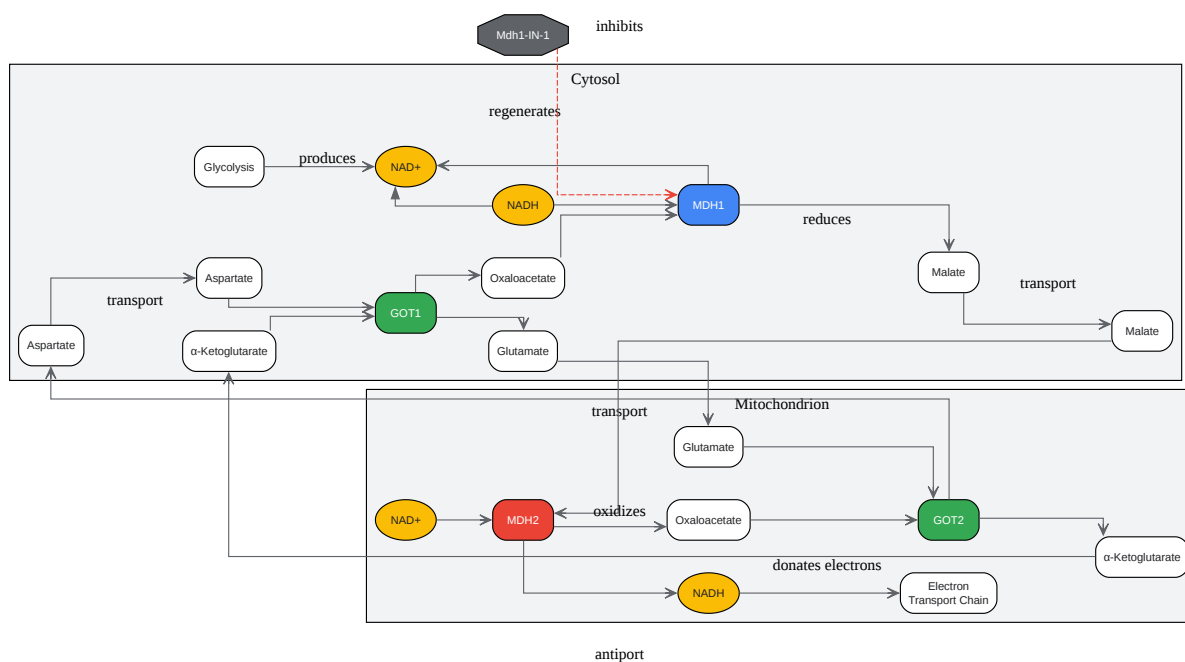 inhibits
Mdh1-IN-1
Cytosol
regenerates
produces
Glycolysis
NAD+
NADH
MDH1
reduces
Aspartate
Oxaloacetate
Malate
transport
transport
GOT1
Malate
Aspartate
α-Ketoglutarate
Glutamate
transport
Mitochondrion
Glutamate
oxidizes
NAD+
MDH2
Oxaloacetate
GOT2
α-Ketoglutarate
donates electrons
NADH
Electron
Transport Chain
antiport